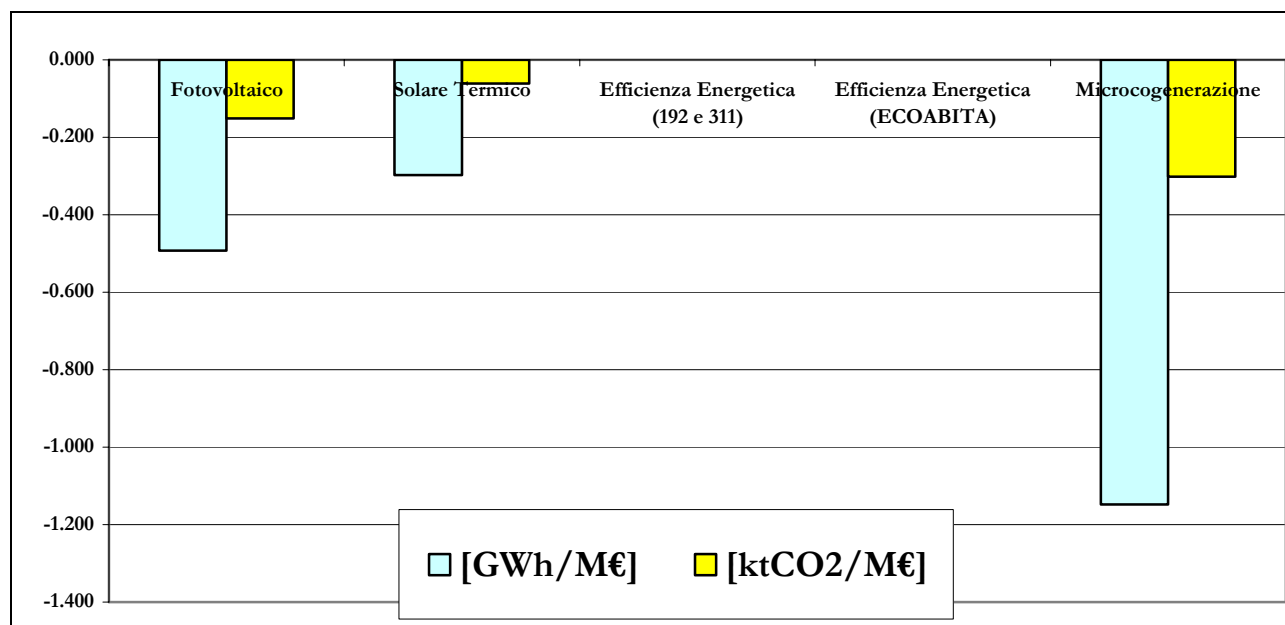 0.000
-0.200
-0.400
-0.600
-0.800
-1.000
-1.200
-1.400
Fotovoltaico
Solare Termico
Efficienza Energetica
(192 e 311)
Efficienza Energetica
(ECOABITA)
Microcogenerazione
[GWh/M€]
[ktCO2/M€]